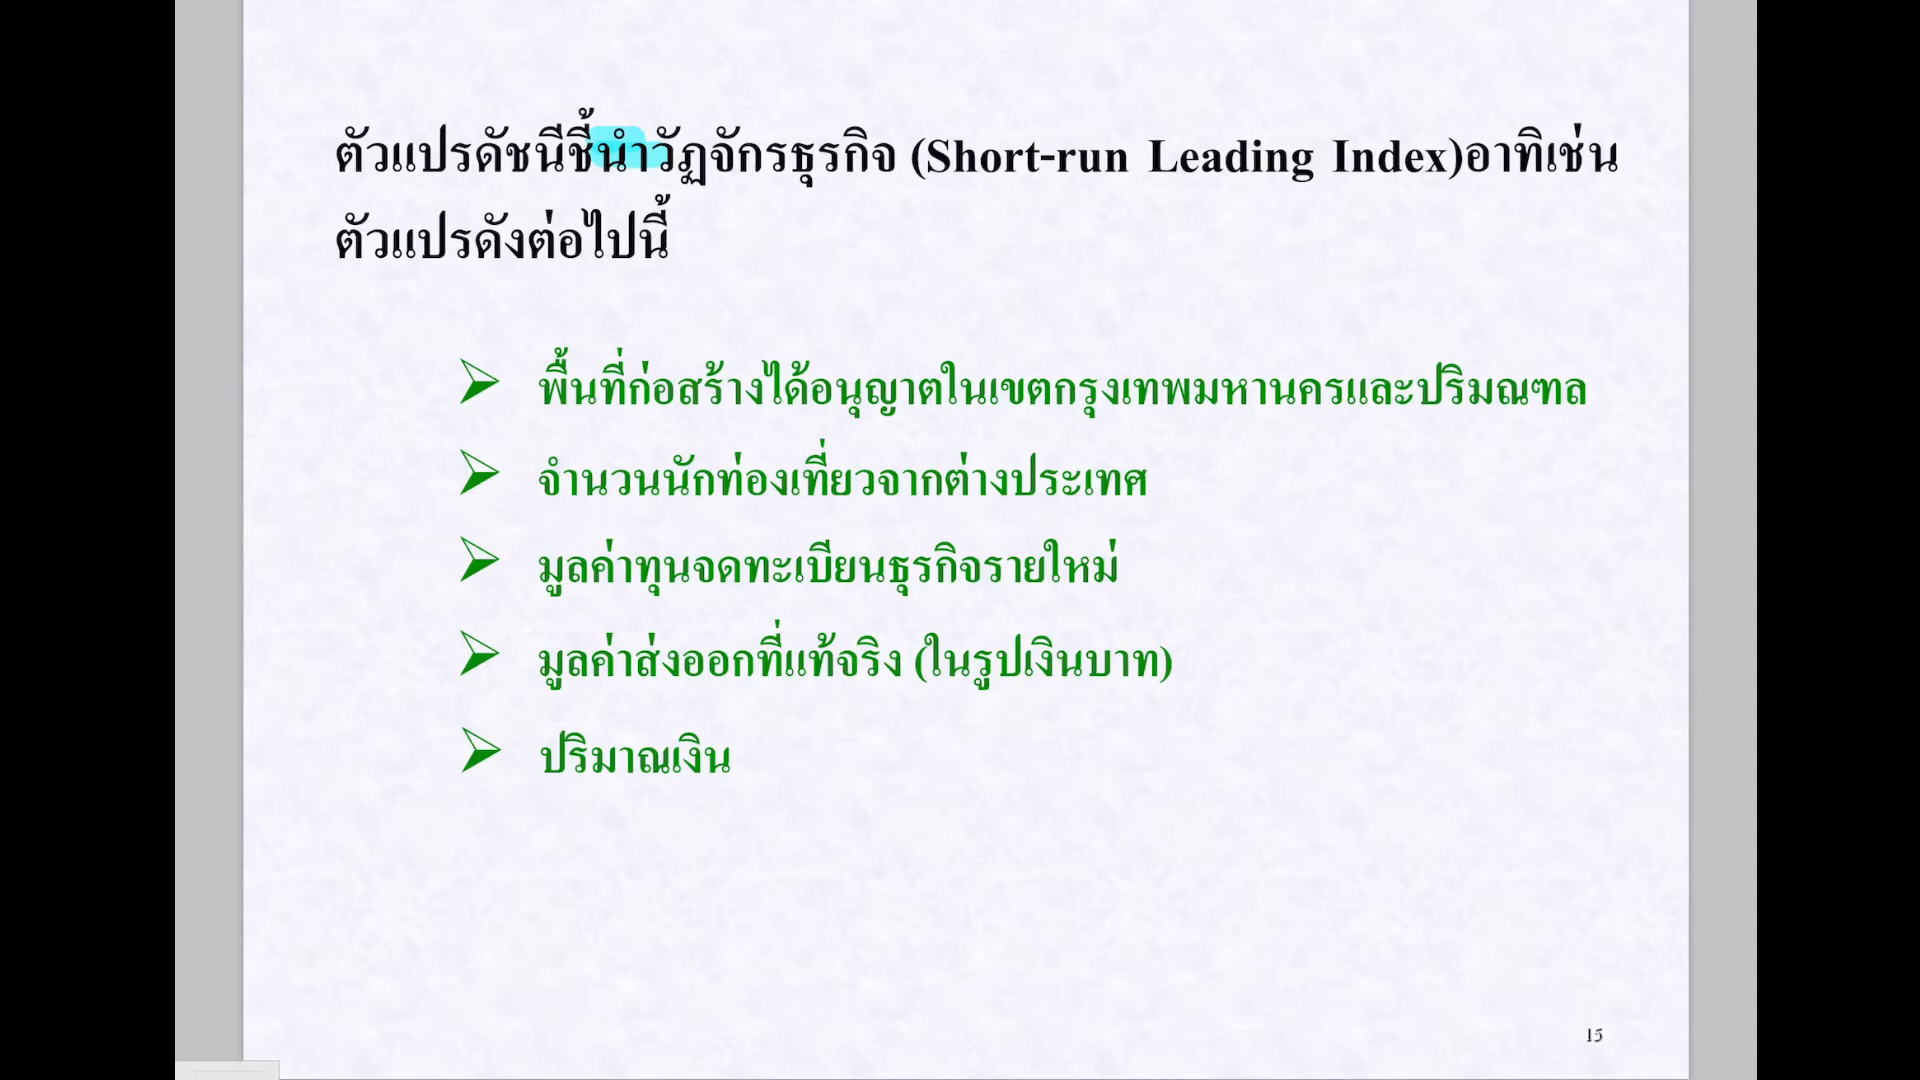 ตัวแปรดัชนีชี้นำวัฏจักรธุรกิจ (Short-run Leading Index)อาทิเช่น
ตัวแปรดังต่อไปนี้
พื้นที่ก่อสร้างได้อนุญาตในเขตกรุงเทพมหานครและปริมณฑล
จำนวนนักท่องเที่ยวจากต่างประเทศ
มูลค่าทุนจดทะเบียนธุรกิจรายใหม่
มูลค่าส่งออกที่แท้จริง (ในรูปเงินบาท)
ปริมาณเงิน
15